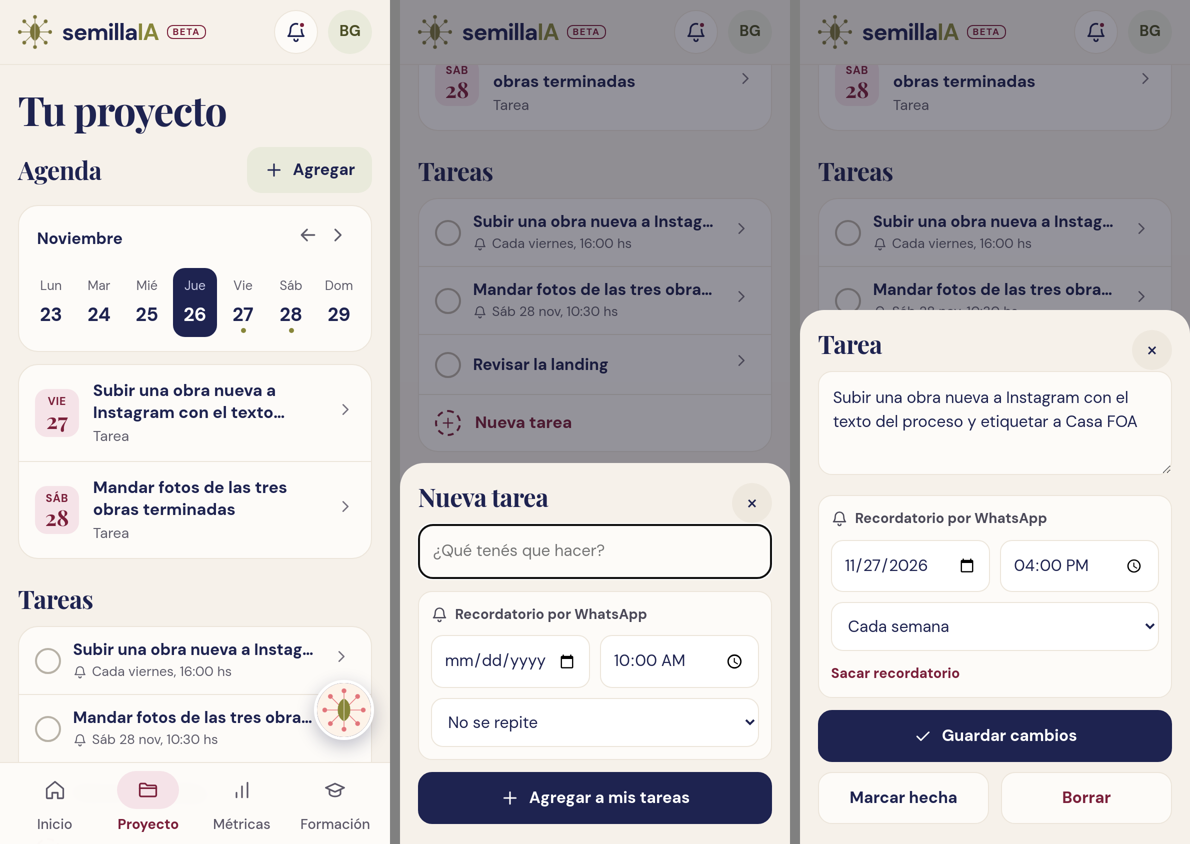 semillaIA BETA
BG
Tu proyecto
Agenda
+ Agregar
Noviembre
Lun Mar Mié Jue Vie Sáb Dom
23 24 25 26 27 28 29
VIE
27
Subir una obra nueva a
Instagram con el texto...
Tarea
SÁB
28
Mandar fotos de las tres
obras terminadas
Tarea
Tareas
Subir una obra nueva a Instag...
Cada viernes, 16:00 hs
Mandar fotos de las tres obra...
Sáb 28 nov, 10:30 hs
Inicio
Proyecto
Métricas
Formación
semillaIA BETA
BG
SÁB
28
obras terminadas
Tarea
Tareas
Subir una obra nueva a Instag...
Cada viernes, 16:00 hs
Mandar fotos de las tres obra...
Sáb 28 nov, 10:30 hs
Revisar la landing
Nueva tarea
Nueva tarea
×
¿Qué tenés que hacer?
Recordatorio por WhatsApp
mm/dd/yyyy
10:00 AM
No se repite
+ Agregar a mis tareas
semillaIA BETA
BG
SÁB
28
obras terminadas
Tarea
Tareas
Subir una obra nueva a Instag...
Cada viernes, 16:00 hs
Mandar fotos de las tres obra...
Sáb 28 nov, 10:30 hs
Tarea
×
Subir una obra nueva a Instagram con el
texto del proceso y etiquetar a Casa FOA
Recordatorio por WhatsApp
11/27/2026
04:00 PM
Cada semana
Sacar recordatorio
Guardar cambios
Marcar hecha
Borrar